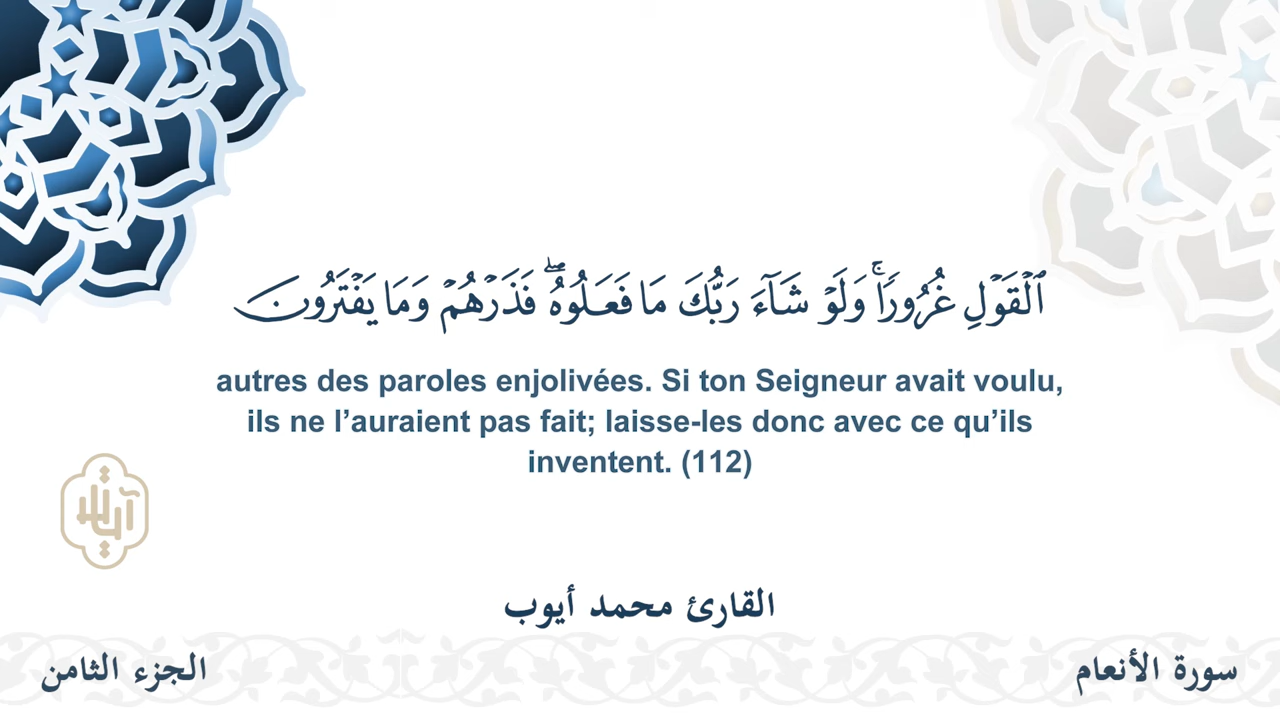 ٱلْقَوْلِ غُرُورًاۚ وَلَوْ شَآءَ رَبُّكَ مَا فَعَلُوهُۖ فَذَرْهُمْ وَمَا يَفْتَرُونَ
autres des paroles enjolivées. Si ton Seigneur avait voulu,
ils ne l’auraient pas fait; laisse-les donc avec ce qu’ils
inventent. (112)
آيات
القارئ محمد أيوب
سورة الأنعام
الجزء الثامن